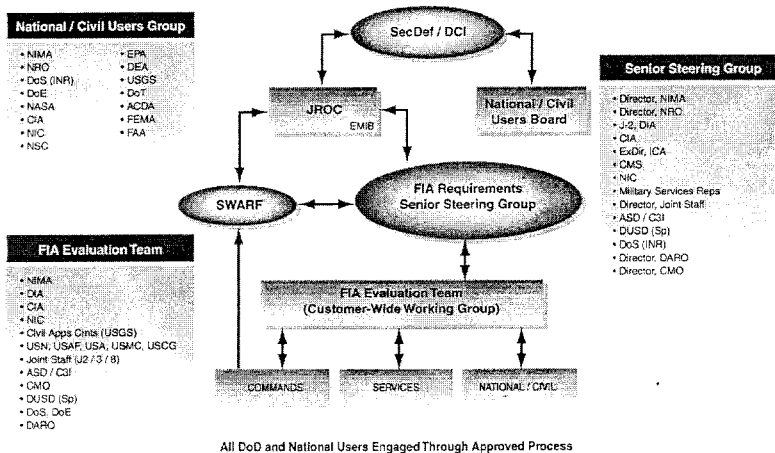 National / Civil Users Group
• NIMA
• NRO
• DoS (INR)
• DoE
• NASA
• CIA
• NIC
• NSC
• EPA
• DEA
• USGS
• DoT
• ACDA
• FEMA
• FAA
SecDef / DCI
JROC
EMIB
National / Civil
Users Board
Senior Steering Group
• Director, NIMA
• Director, NRO
• J-2, DIA
• CIA
• ExDir, ICA
• CMS
• NIC
• Military Services Reps
• Director, Joint Staff
• ASD / C3I
• DUSD (Sp)
• DoS (INR)
• Director, DARO
• Director, CMO
SWARF
FIA Requirements
Senior Steering Group
FIA Evaluation Team
• NIMA
• DIA
• CIA
• NIC
• Civil Apps Cmts (USGS)
• USN, USAF, USA, USMC, USCG
• Joint Staff (J2 / 3 / 8)
• ASD / C3I
• CMO
• DUSD (Sp)
• DoS, DoE
• DARO
FIA Evaluation Team
(Customer-Wide Working Group)
COMMANDS
SERVICES
NATIONAL / CIVIL
All DoD and National Users Engaged Through Approved Process